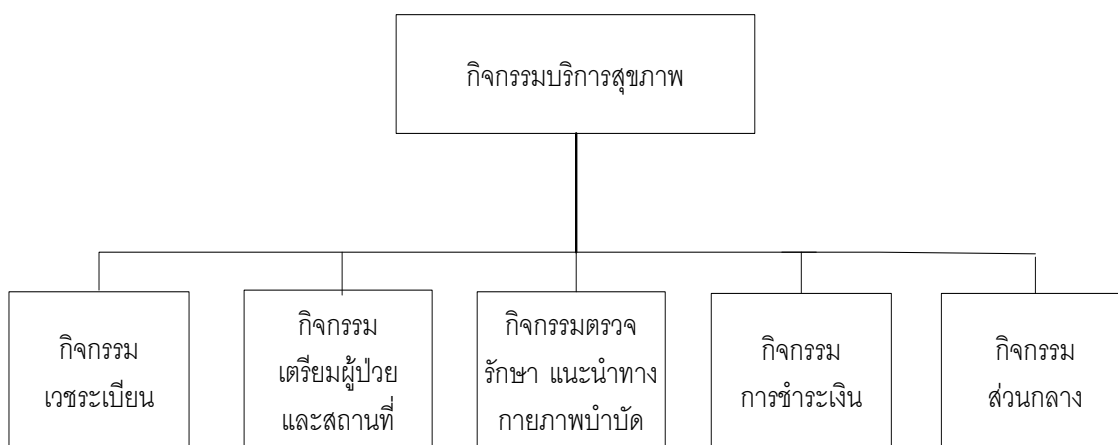 กิจกรรมบริการสุขภาพ
กิจกรรม
เวชระเบียน
กิจกรรม
เตรียมผู้ป่วย
และสถานที่
กิจกรรมตรวจ
รักษา แนะนำทาง
กายภาพบำบัด
กิจกรรม
การชำระเงิน
กิจกรรม
ส่วนกลาง